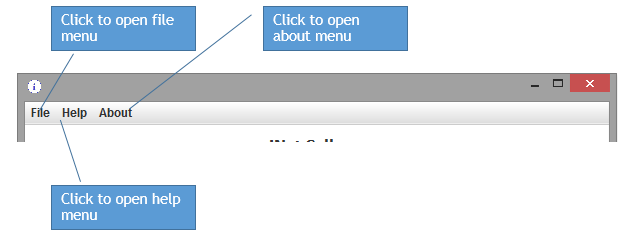 Click to open file
menu
Click to open
about menu
File Help About
Click to open help
menu